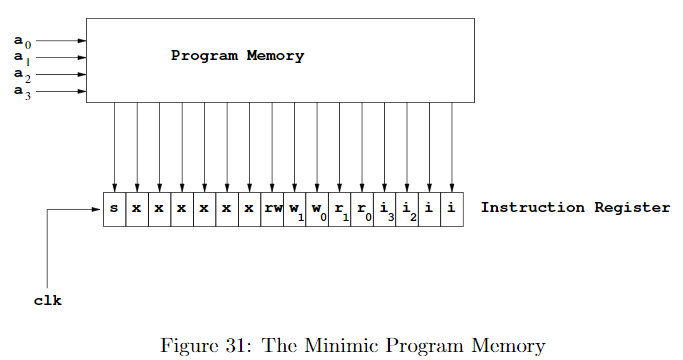 a0
Program Memory
a1
a2
a3
s x x x x x x rw w1 w0 r1 r0 i3 i2 i i
Instruction Register
clk
Figure 31: The Minimic Program Memory